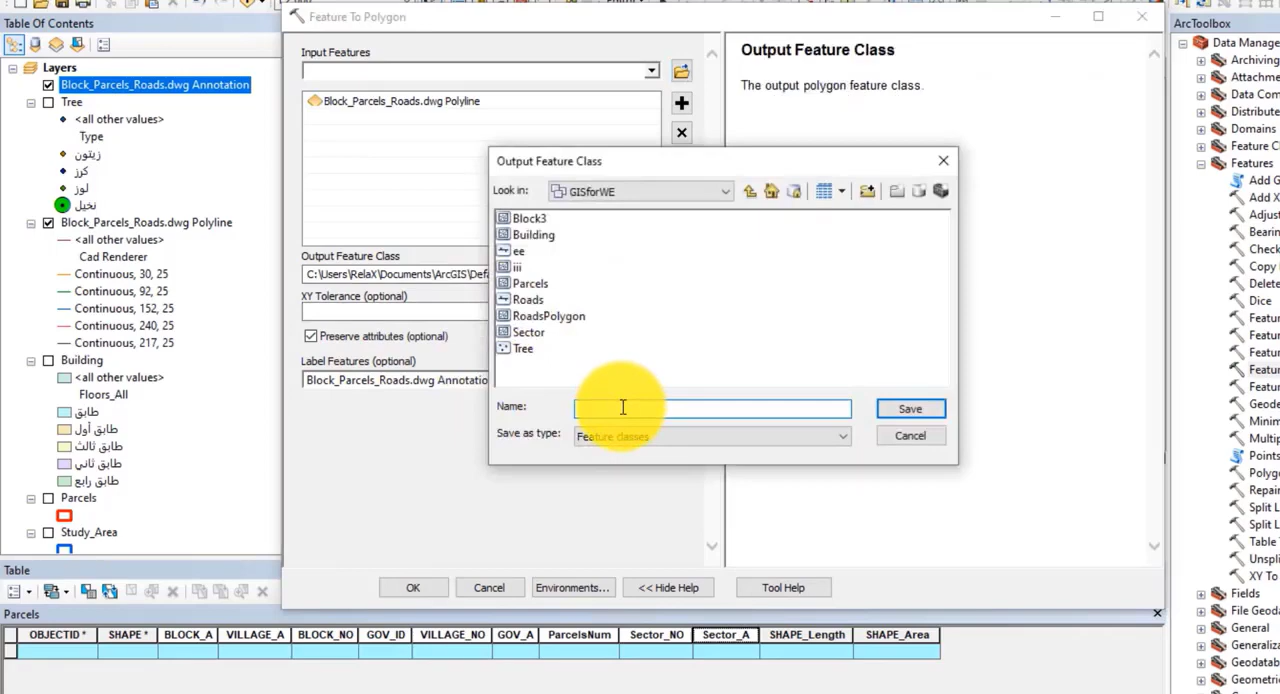 Feature To Polygon
Table Of Contents
Layers
Block_Parcels_Roads.dwg Annotation
Tree
<all other values>
Type
زيتون
كرز
لوز
نخيل
Block_Parcels_Roads.dwg Polyline
<all other values>
Cad Renderer
Continuous, 30, 25
Continuous, 92, 25
Continuous, 152, 25
Continuous, 240, 25
Continuous, 217, 25
Building
<all other values>
Floors_All
طابق
طابق أول
طابق ثالث
طابق ثاني
طابق رابع
Parcels
Study_Area
Input Features
Block_Parcels_Roads.dwg Polyline
Output Feature Class
C:\Users\RelaX\Documents\ArcGIS\Defa
XY Tolerance (optional)
Preserve attributes (optional)
Label Features (optional)
Block_Parcels_Roads.dwg Annotatio
OK
Cancel
Environments...
<< Hide Help
Tool Help
Output Feature Class
The output polygon feature class.
Output Feature Class
Look in:
GISforWE
Block3
Building
ee
iii
Parcels
Roads
RoadsPolygon
Sector
Tree
Name:
Save
Save as type:
Feature classes
Cancel
ArcToolbox
Data Manage
Archiving
Attachme
Data Com
Distribute
Domains
Feature C
Features
Add G
Add X
Adjust
Bearin
Check
Copy
Delete
Dice
Featur
Featur
Featur
Featur
Featur
Geode
Minim
Multip
Points
Polyg
Repair
Split L
Split L
Table
Unspli
XY To
Fields
File Geoda
General
Generaliza
Geodatab
Geometric
Table
Parcels
OBJECTID * SHAPE * BLOCK_A VILLAGE_A BLOCK_NO GOV_ID VILLAGE_NO GOV_A ParcelsNum Sector_NO Sector_A SHAPE_Length SHAPE_Area